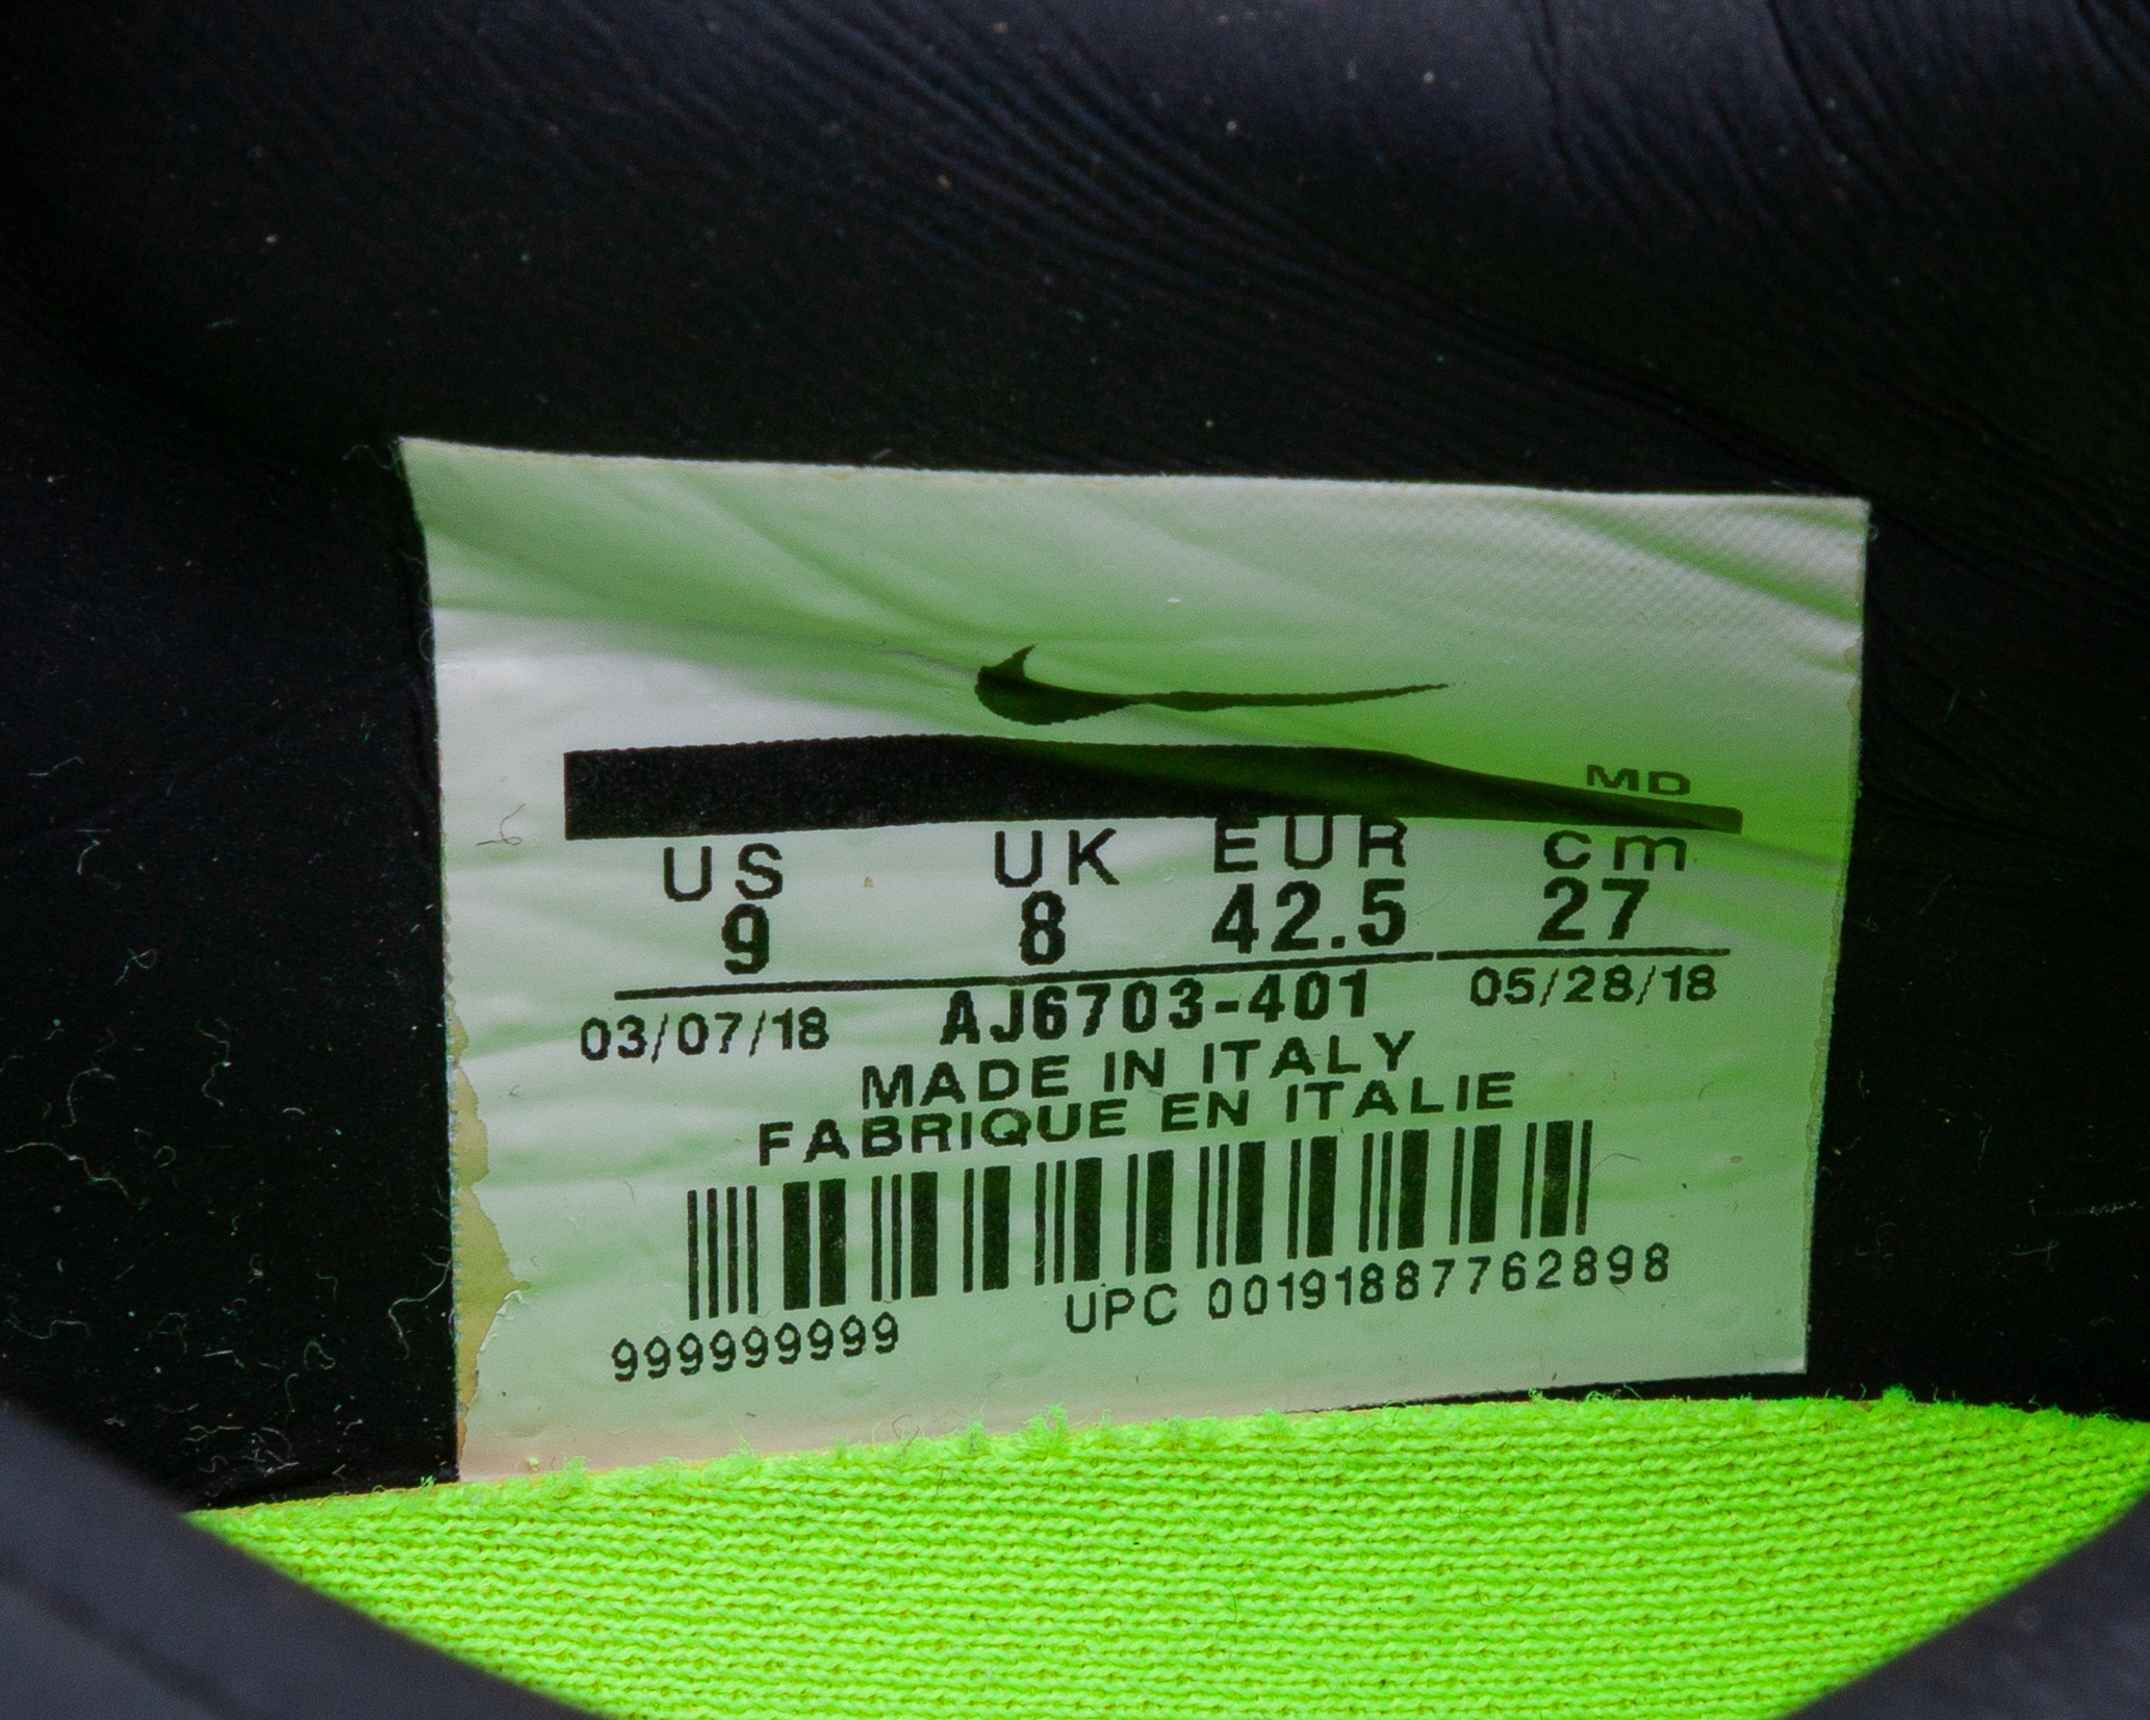 MD
US UK EUR cm
9 8 42.5 27
03/07/18 AJ6703-401 05/28/18
MADE IN ITALY
FABRIQUE EN ITALIE
999999999 UPC 00191887762898